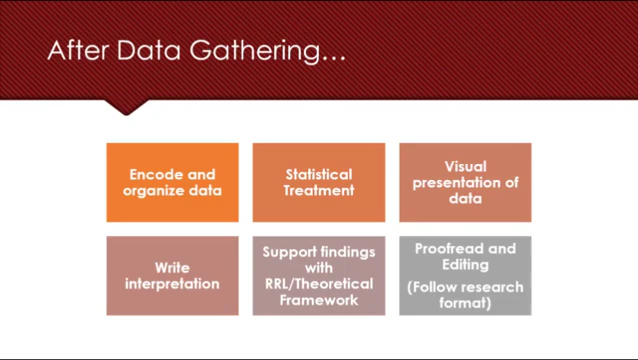 After Data Gathering...
Encode and
organize data
Statistical
Treatment
Visual
presentation of
data
Write
interpretation
Support findings
with
RRL/Theoretical
Framework
Proofread and
Editing
(Follow research
format)